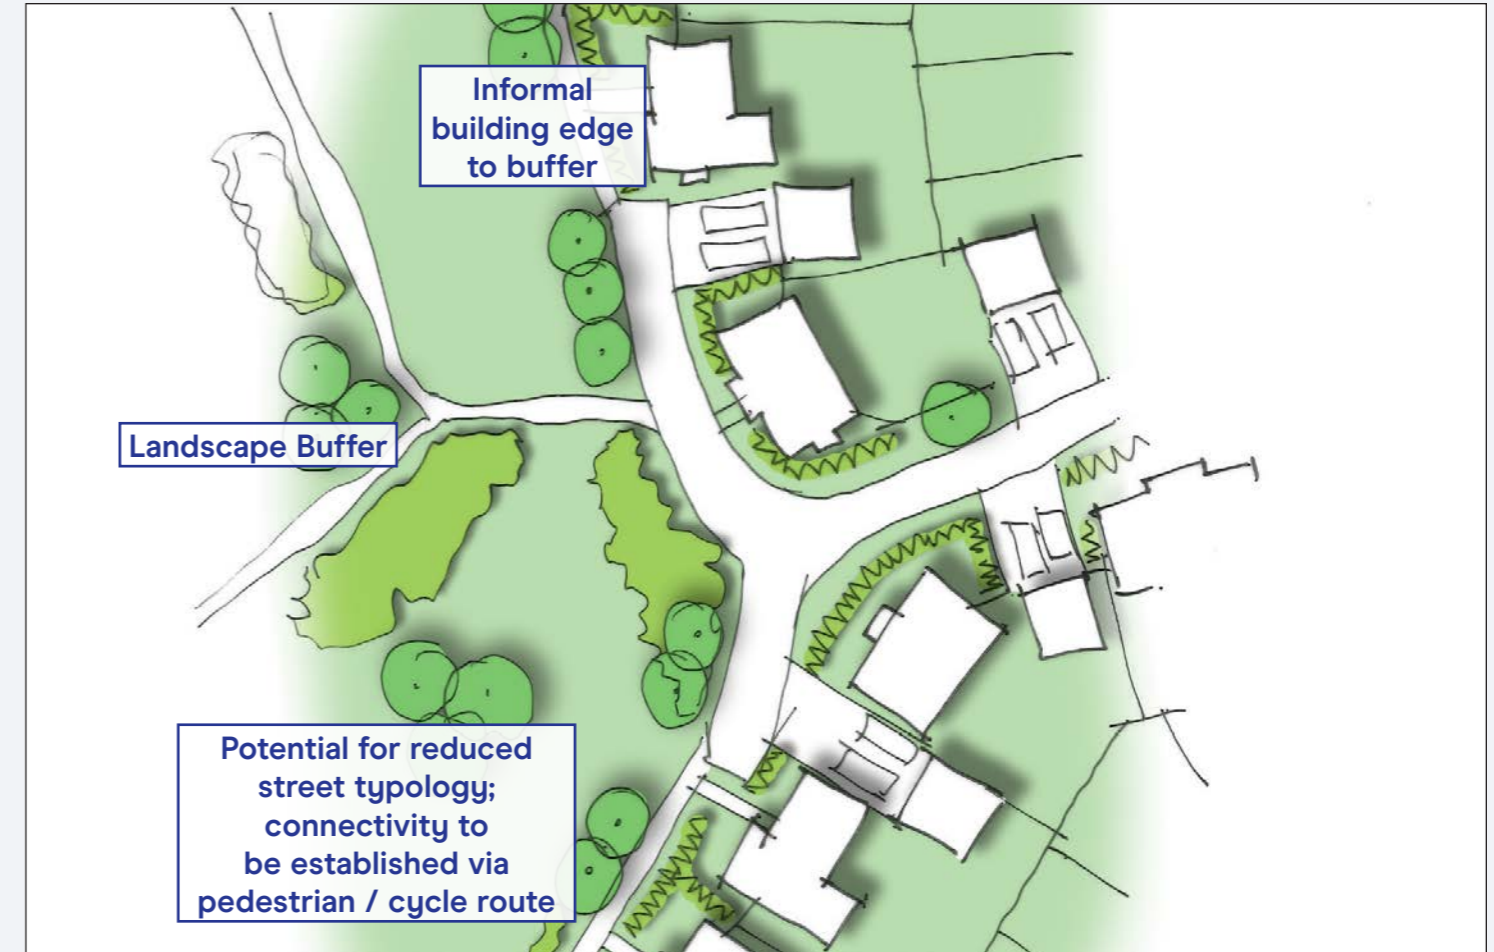 Informal
building edge
to buffer
Landscape Buffer
Potential for reduced
street typology;
connectivity to
be established via
pedestrian / cycle route